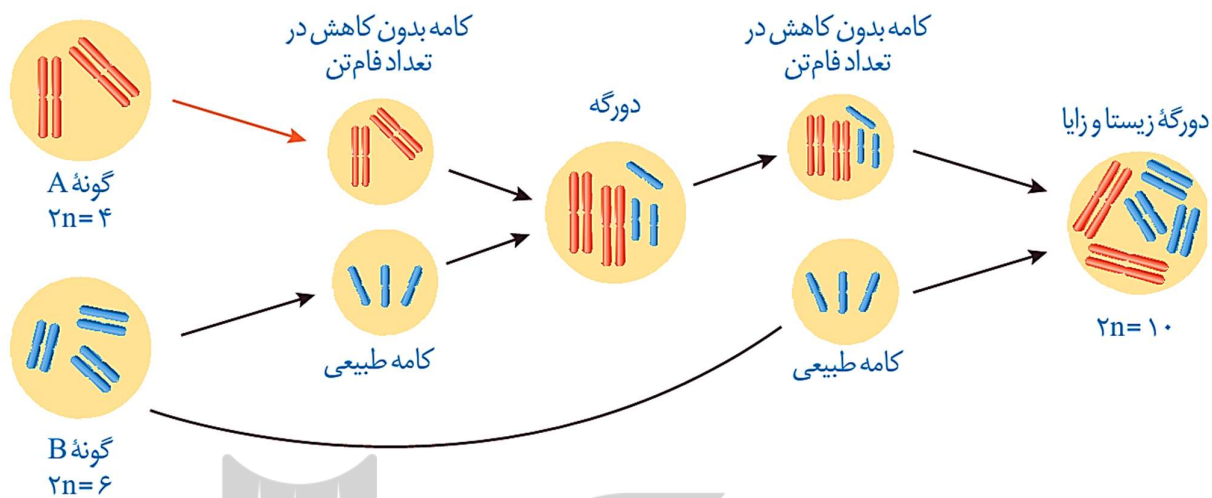 کامه بدون کاهش در
تعداد فام‌تن
کامه بدون کاهش در
تعداد فام‌تن
دورگه
دورگهٔ زیستا و زایا
گونهٔ A
۲n= ۴
کامه طبیعی
کامه طبیعی
۲n= ۱۰
گونهٔ B
۲n= ۶